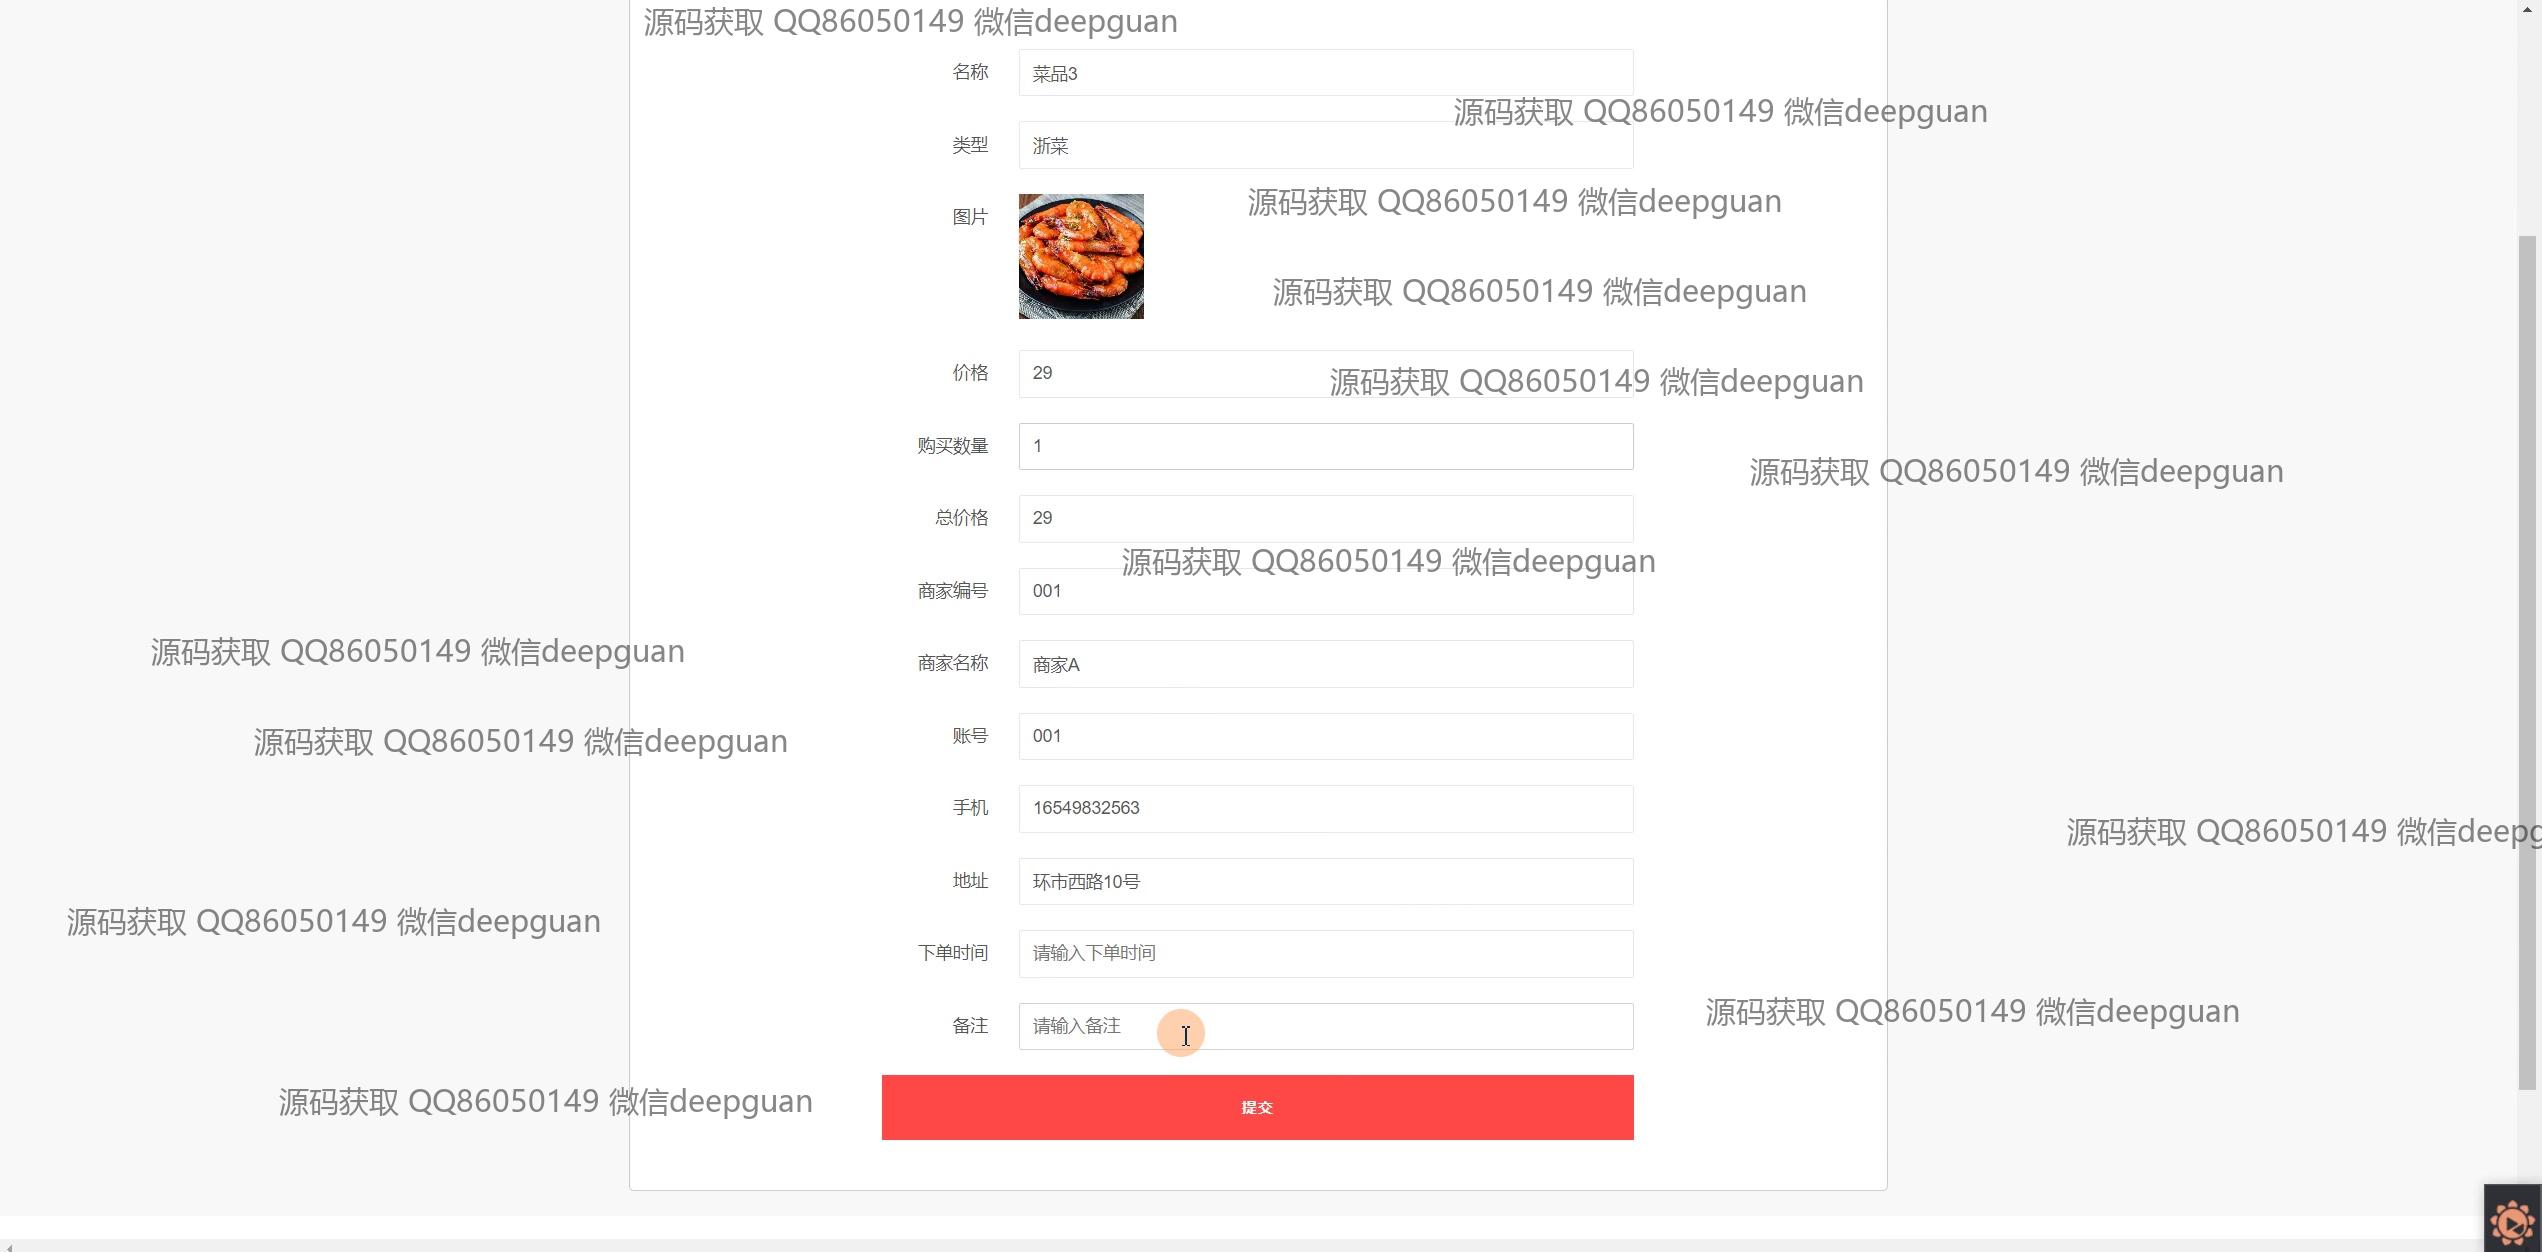 源码获取 QQ86050149 微信deepguan
名称 菜品3
源码获取 QQ86050149 微信deepguan
类型 浙菜
源码获取 QQ86050149 微信deepguan
图片
源码获取 QQ86050149 微信deepguan
价格 29
源码获取 QQ86050149 微信deepguan
购买数量 1
源码获取 QQ86050149 微信deepguan
总价格 29
源码获取 QQ86050149 微信deepguan
商家编号 001
源码获取 QQ86050149 微信deepguan
商家名称 商家A
账号 001
源码获取 QQ86050149 微信deepguan
手机 16549832563
源码获取 QQ86050149 微信deepg
地址 环市西路10号
源码获取 QQ86050149 微信deepguan
下单时间 请输入下单时间
源码获取 QQ86050149 微信deepguan
备注 请输入备注
源码获取 QQ86050149 微信deepguan
提交